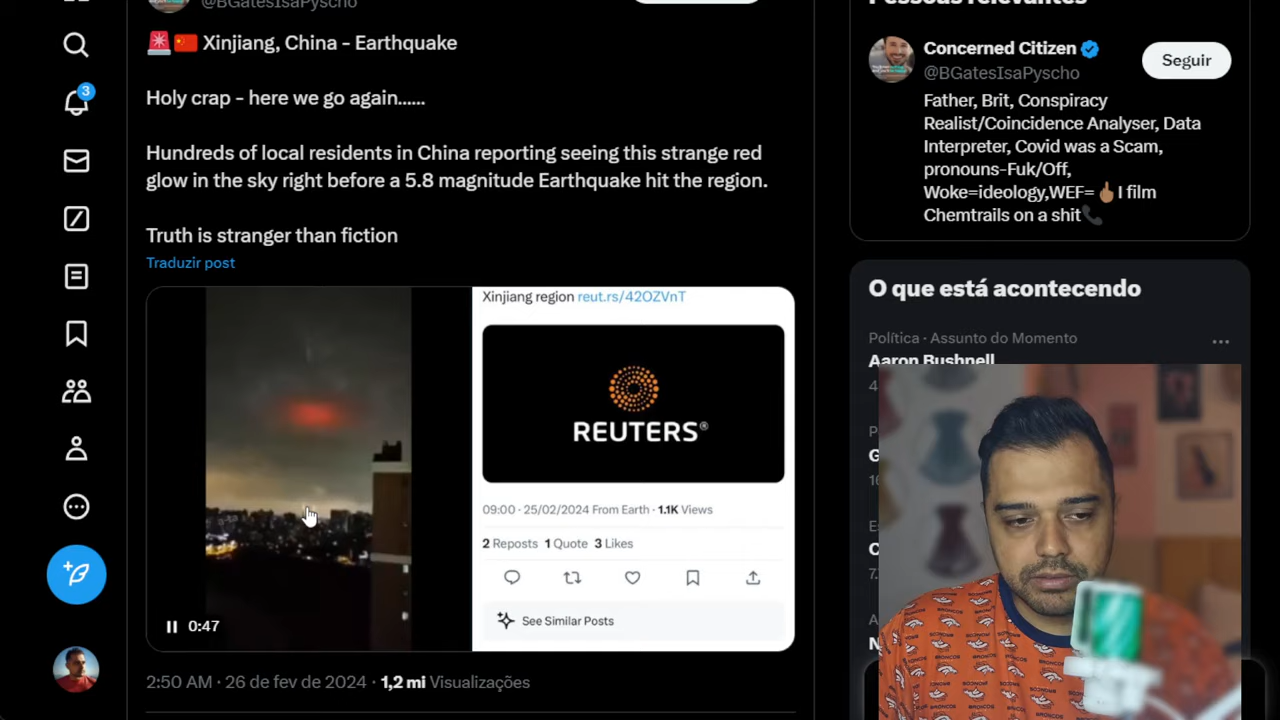 @BGatesIsaPyscho
Xinjiang, China - Earthquake
Holy crap - here we go again......
Hundreds of local residents in China reporting seeing this strange red
glow in the sky right before a 5.8 magnitude Earthquake hit the region.
Truth is stranger than fiction
Traduzir post
Xinjiang region reut.rs/42OZVnT
REUTERS®
09:00 · 25/02/2024 From Earth · 1.1K Views
2 Reposts 1 Quote 3 Likes
See Similar Posts
0:47
2:50 AM · 26 de fev de 2024 · 1,2 mi Visualizações
3
Pessoas relevantes
Concerned Citizen
@BGatesIsaPyscho
Seguir
Father, Brit, Conspiracy
Realist/Coincidence Analyser, Data
Interpreter, Covid was a Scam,
pronouns-Fuk/Off,
Woke=ideology,WEF=🖕🏽I film
Chemtrails on a shit📞
O que está acontecendo
Política · Assunto do Momento
Aaron Bushnell
BRONCOS